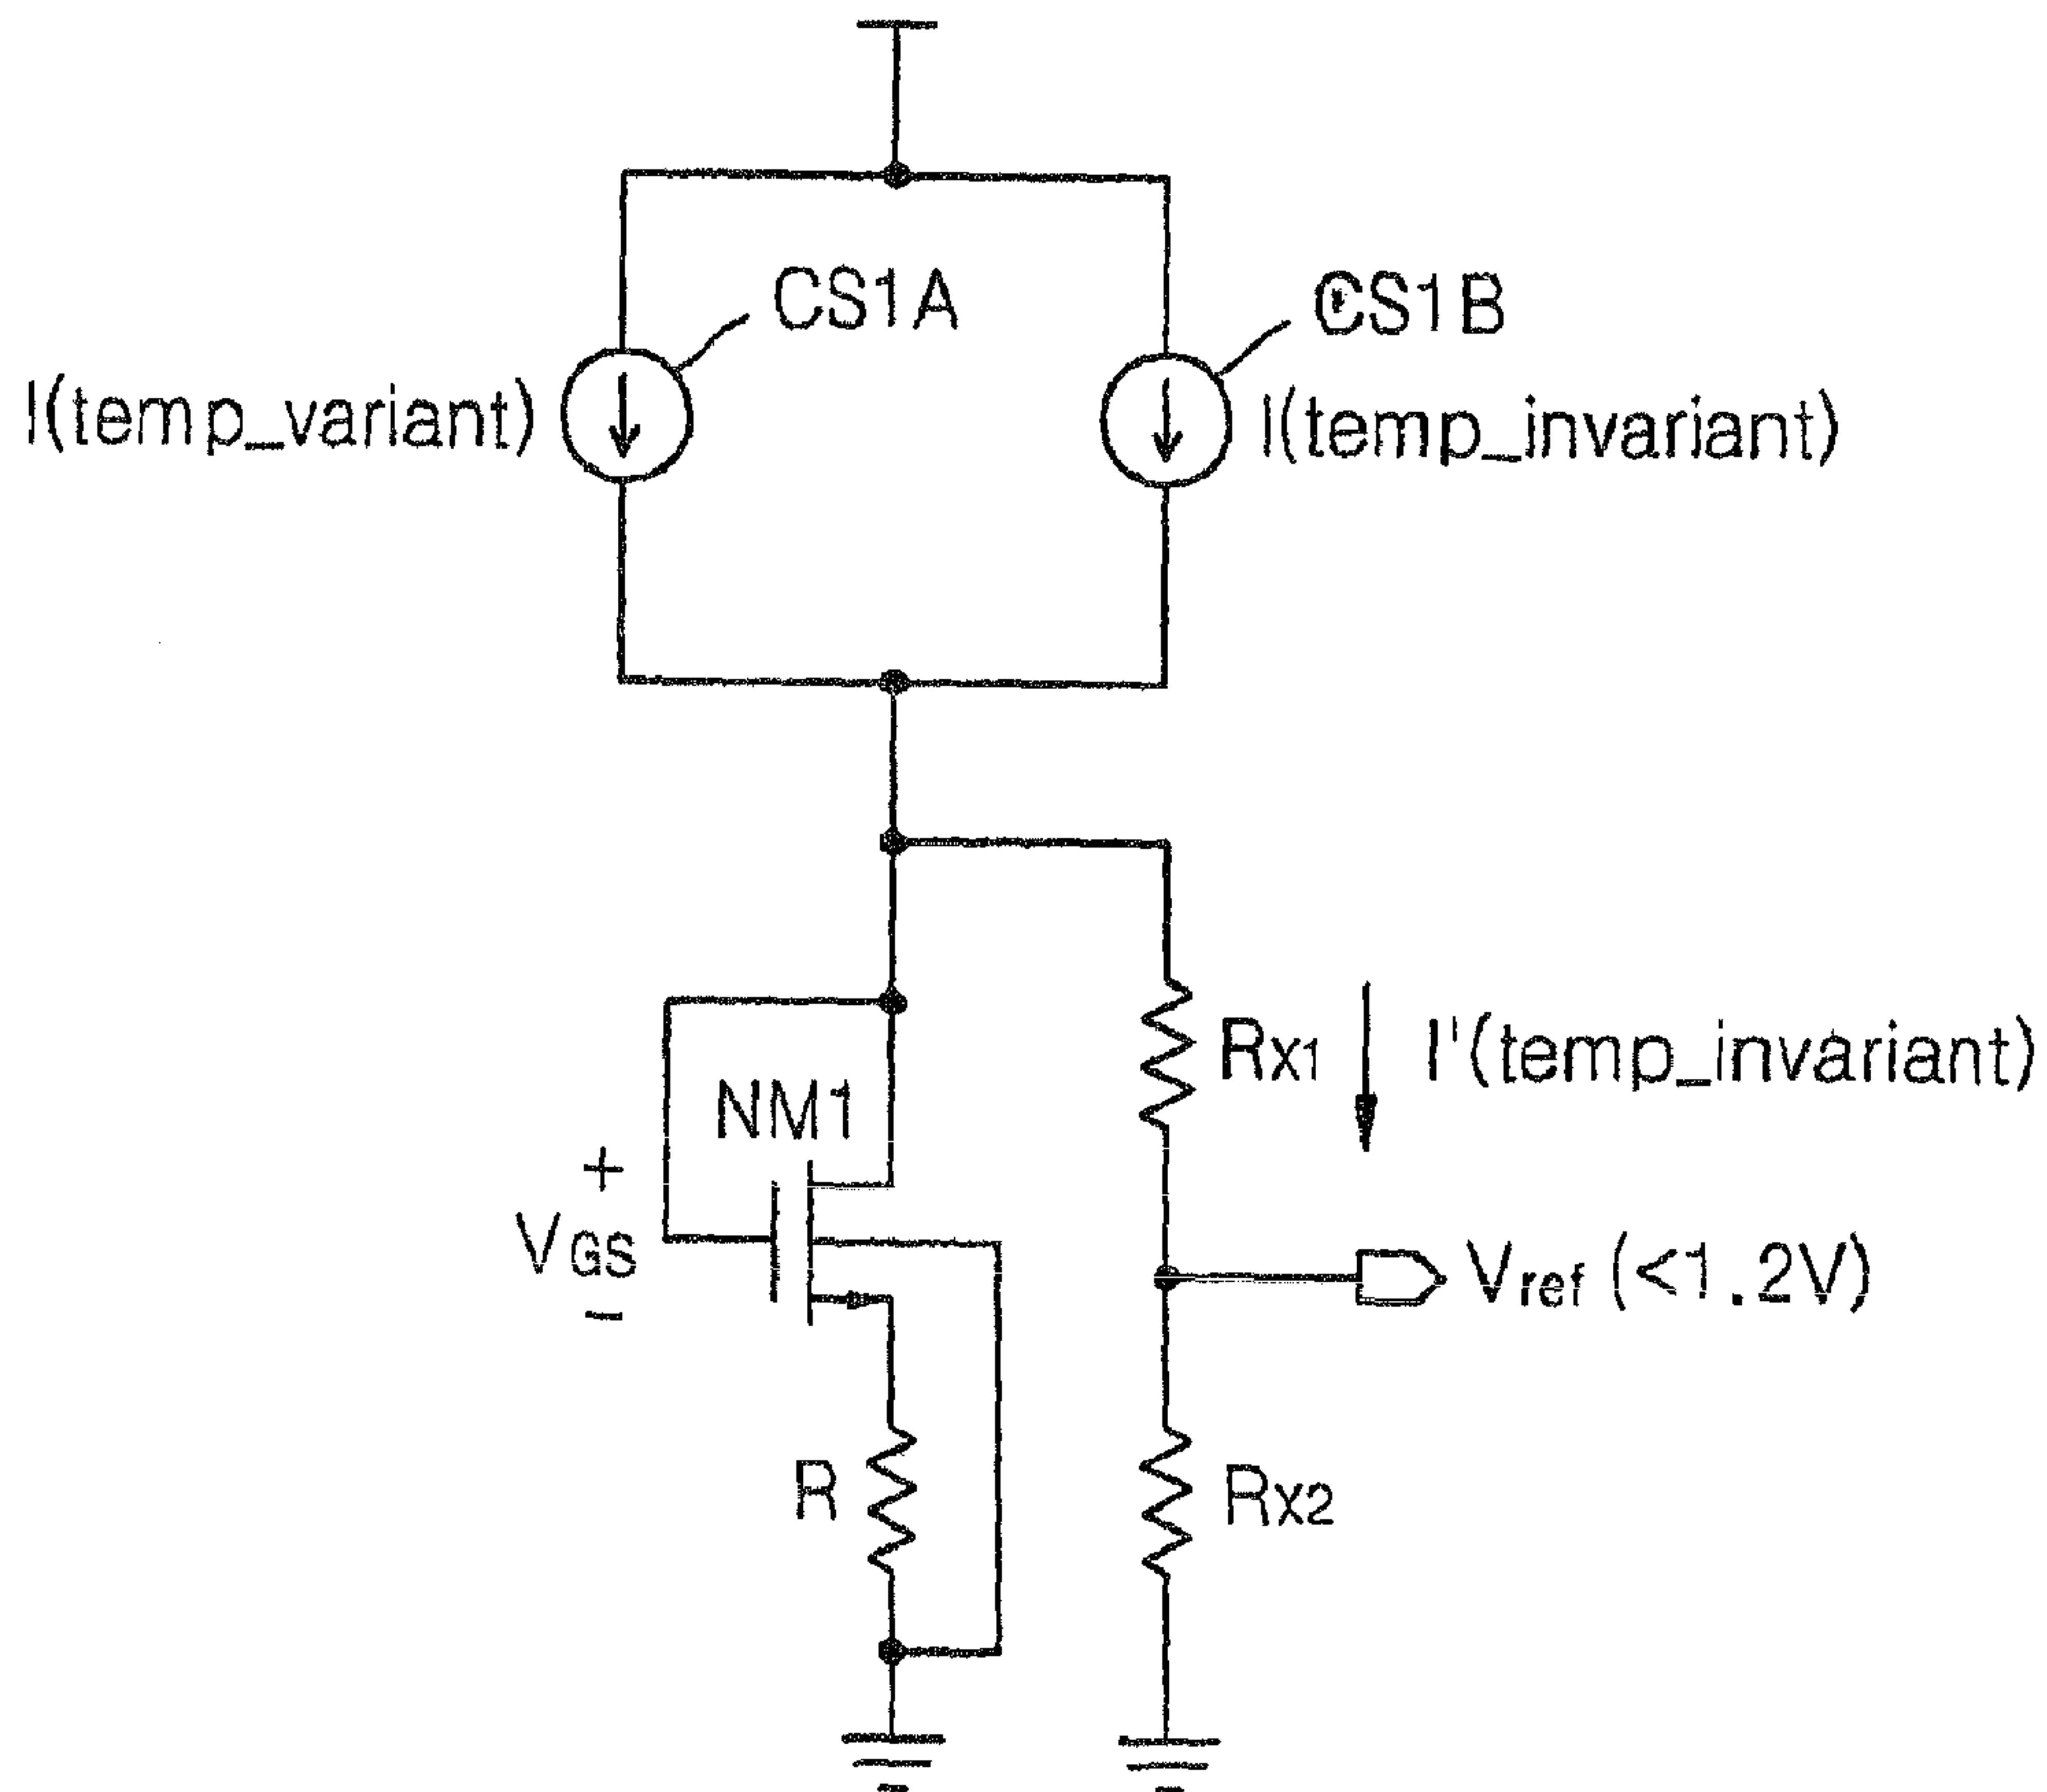 CS1A
CS1B
I(temp_variant)
I(temp_invariant)
RX1
I'(temp_invariant)
NM1
+
VGS
-
Vref (<1.2V)
R
RX2